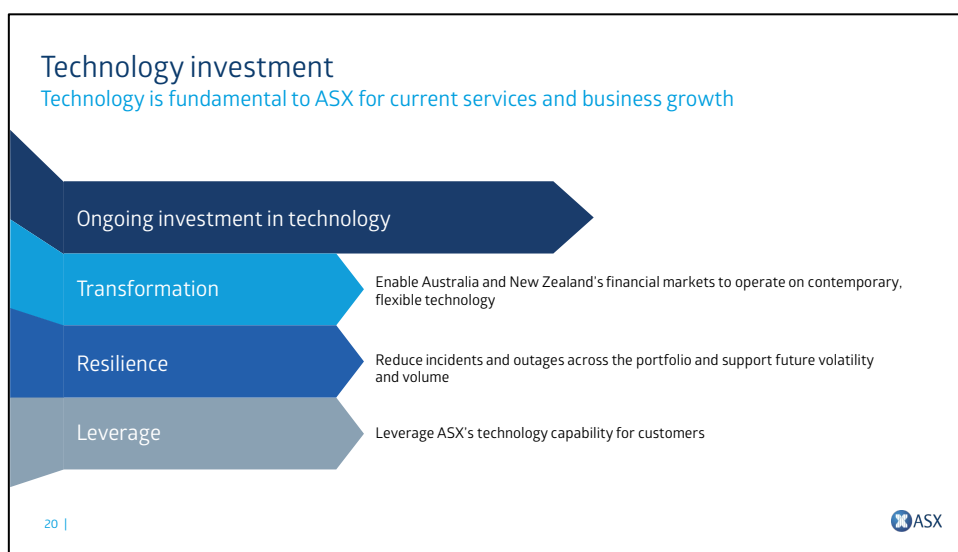 Technology investment
Technology is fundamental to ASX for current services and business growth
Ongoing investment in technology
Transformation
Enable Australia and New Zealand's financial markets to operate on contemporary,
flexible technology
Resilience
Reduce incidents and outages across the portfolio and support future volatility
and volume
Leverage
Leverage ASX's technology capability for customers
20 |
ASX